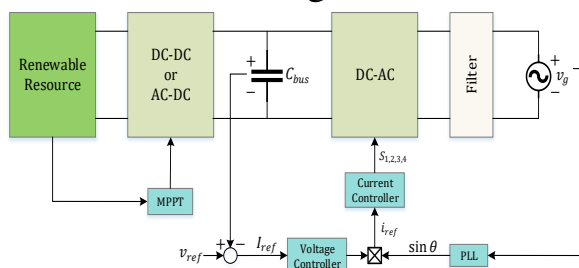 Renewable
Resource
DC-DC
or
AC-DC
+
−
C_bus
DC-AC
Filter
+
v_g
−
−
S_1,2,3,4
MPPT
Current
Controller
i_ref
+
−
v_ref
I_ref
Voltage
Controller
sin θ
PLL